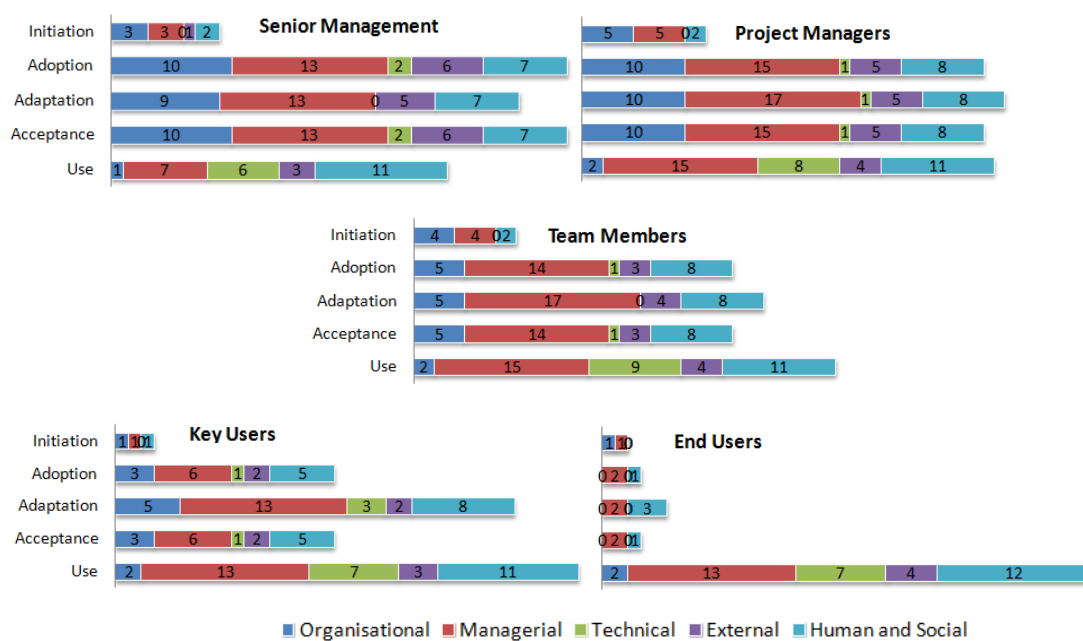 Senior Management
Initiation 3 3 0 1 2
Adoption 10 13 2 6 7
Adaptation 9 13 0 5 7
Acceptance 10 13 2 6 7
Use 1 7 6 3 11
Project Managers
5 5 0 2
10 15 1 5 8
10 17 1 5 8
10 15 1 5 8
2 15 8 4 11
Team Members
Initiation 4 4 0 2
Adoption 5 14 1 3 8
Adaptation 5 17 0 4 8
Acceptance 5 14 1 3 8
Use 2 15 9 4 11
Key Users
Initiation 1 1 0 1
Adoption 3 6 1 2 5
Adaptation 5 13 3 2 8
Acceptance 3 6 1 2 5
Use 2 13 7 3 11
End Users
1 1 0
0 2 0 1
0 2 0 3
0 2 0 1
2 13 7 4 12
Organisational Managerial Technical External Human and Social